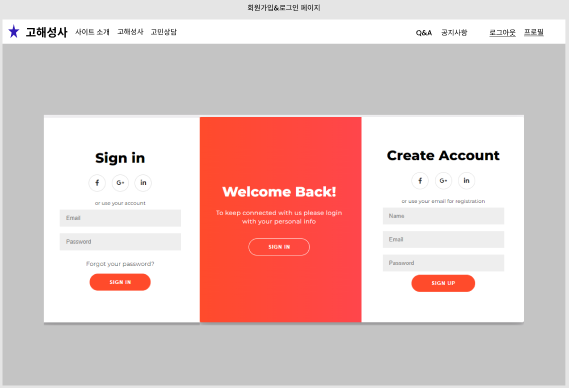 회원가입&로그인 페이지
고해성사 사이트 소개 고해성사 고민상담 Q&A 공지사항 로그아웃 프로필
Sign in
f G+ in
or use your account
Email
Password
Forgot your password?
SIGN IN
Welcome Back!
To keep connected with us please login
with your personal info
SIGN IN
Create Account
f G+ in
or use your email for registration
Name
Email
Password
SIGN UP